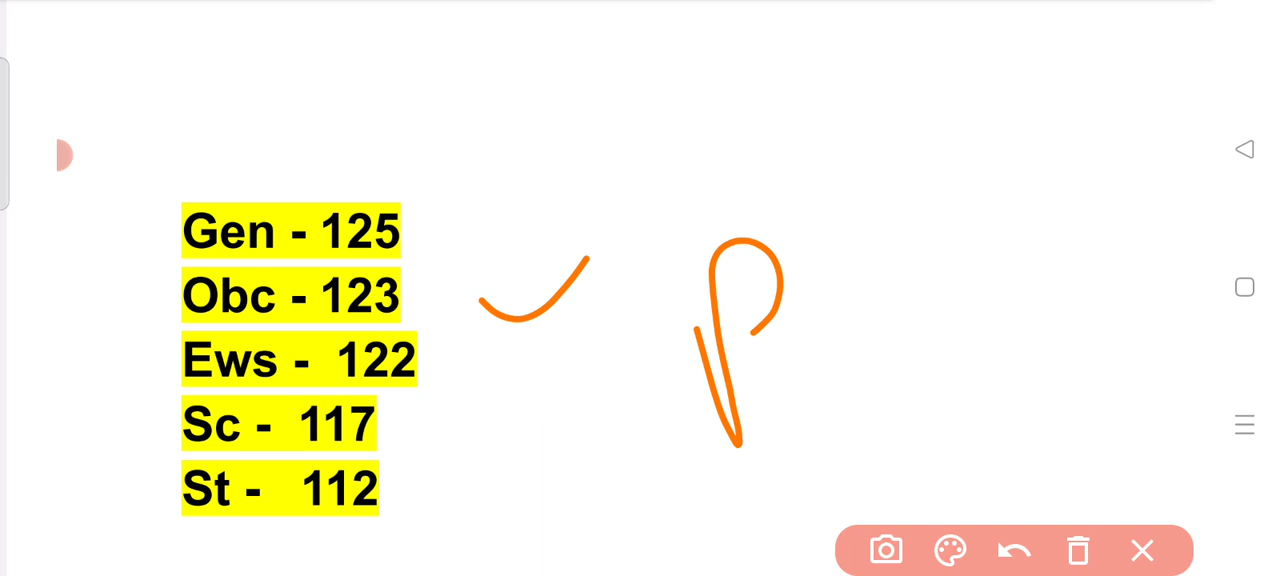 Gen - 125
Obc - 123
Ews -  122
Sc -  117
St -   112
P